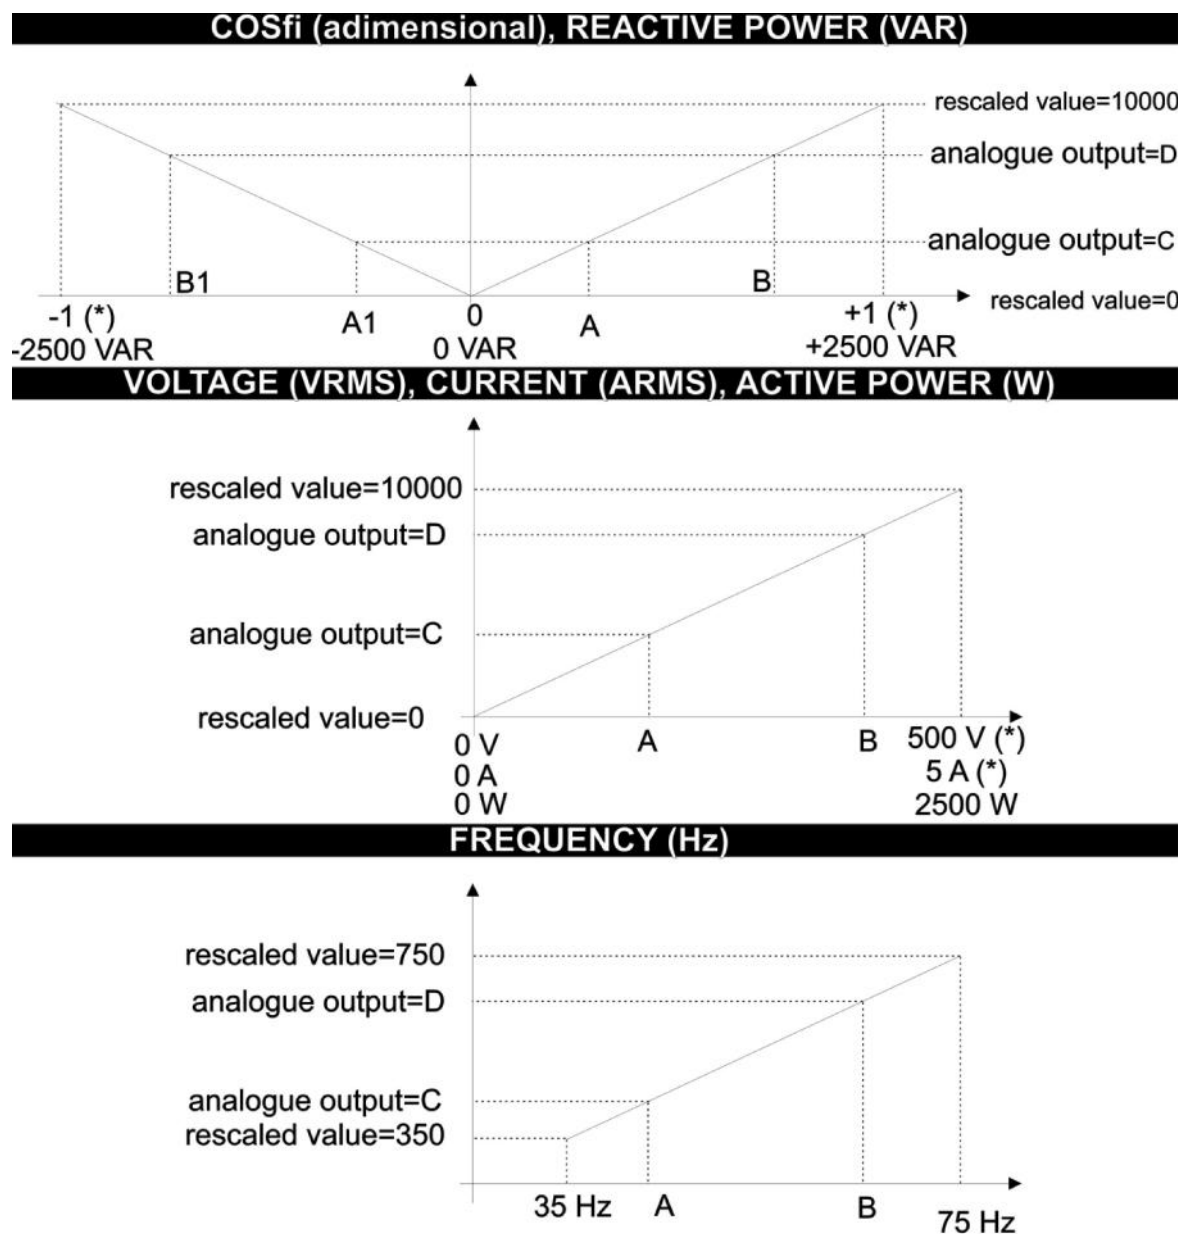 COSfi (adimensional), REACTIVE POWER (VAR)
rescaled value=10000
analogue output=D
analogue output=C
B1
B
rescaled value=0
-1 (*)
A1
0
A
+1 (*)
-2500 VAR
0 VAR
+2500 VAR
VOLTAGE (VRMS), CURRENT (ARMS), ACTIVE POWER (W)
rescaled value=10000
analogue output=D
analogue output=C
rescaled value=0
0 V
A
B
500 V (*)
0 A
5 A (*)
0 W
2500 W
FREQUENCY (Hz)
rescaled value=750
analogue output=D
analogue output=C
rescaled value=350
35 Hz
A
B
75 Hz